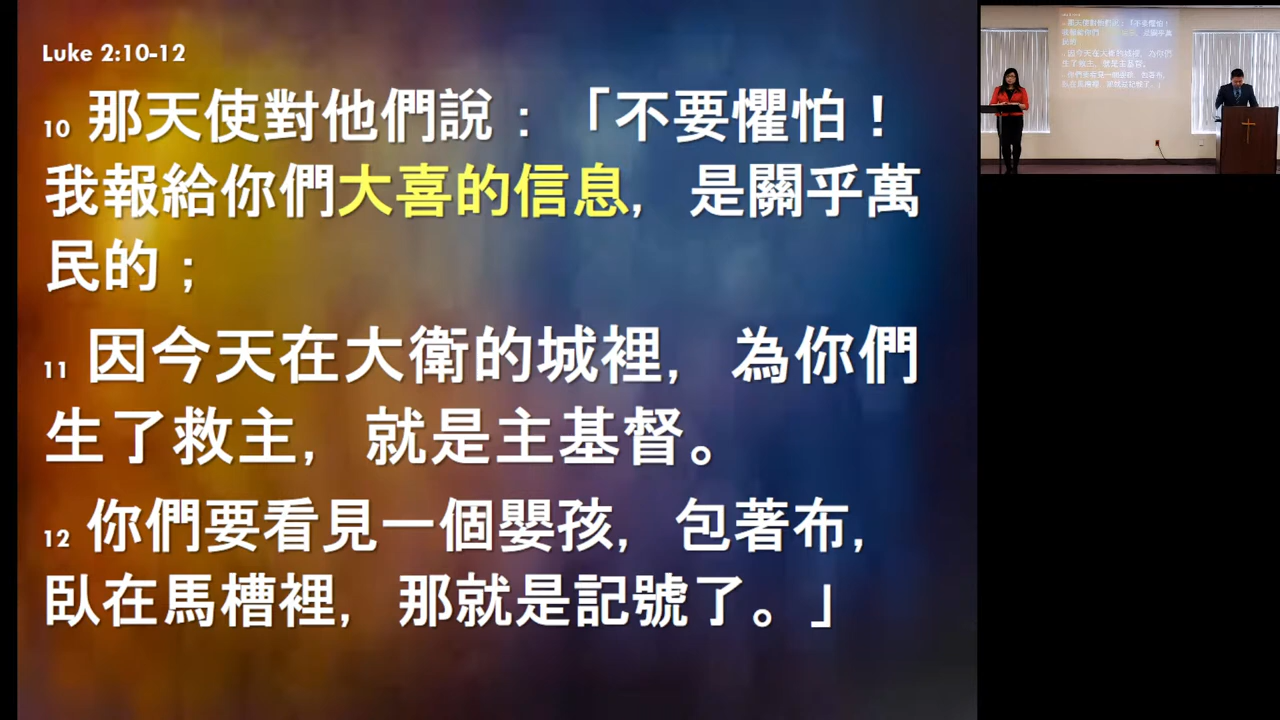 Luke 2:10-12
10 那天使對他們說：「不要懼怕！
我報給你們大喜的信息, 是關乎萬
民的；
11 因今天在大衛的城裡, 為你們
生了救主, 就是主基督。
12 你們要看見一個嬰孩, 包著布,
臥在馬槽裡, 那就是記號了。」